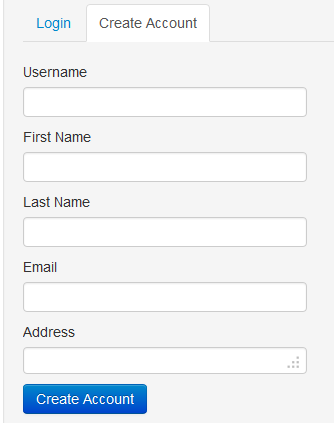 Login Create Account
Username
First Name
Last Name
Email
Address
Create Account